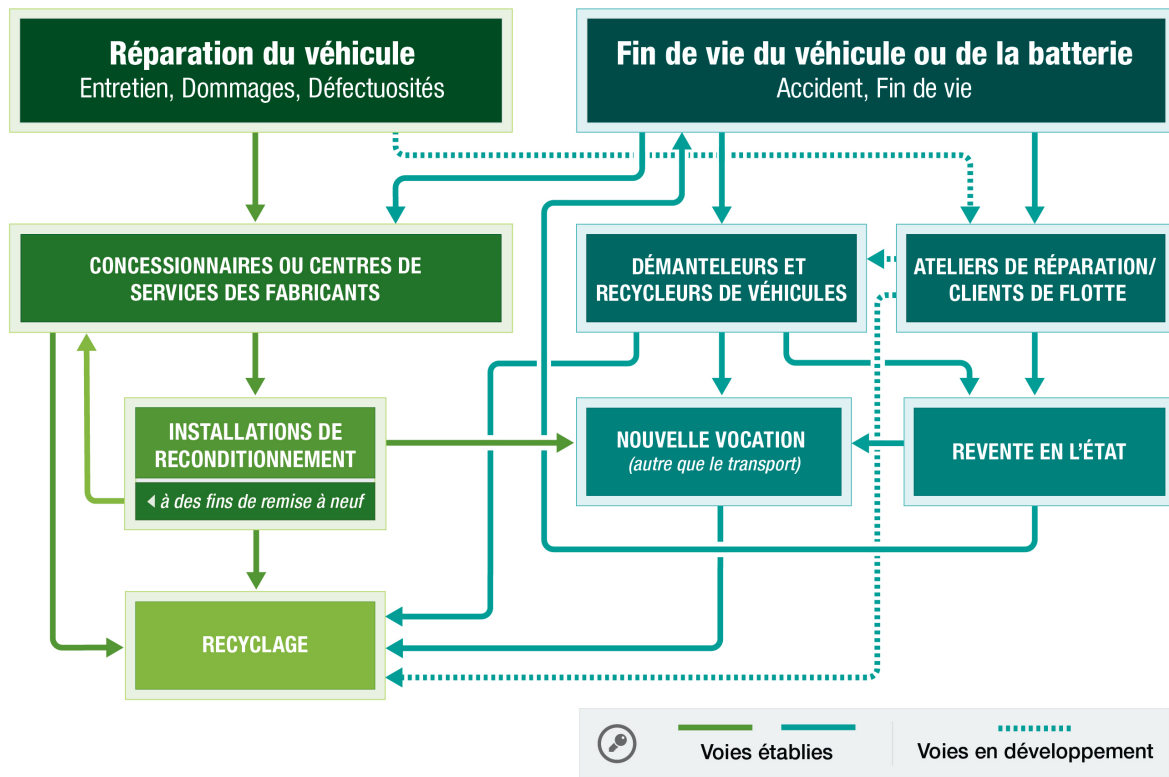 Réparation du véhicule
Entretien, Dommages, Défectuosités
Fin de vie du véhicule ou de la batterie
Accident, Fin de vie
CONCESSIONNAIRES OU CENTRES DE
SERVICES DES FABRICANTS
DÉMANTELEURS ET
RECYCLEURS DE VÉHICULES
ATELIERS DE RÉPARATION/
CLIENTS DE FLOTTE
INSTALLATIONS DE
RECONDITIONNEMENT
à des fins de remise à neuf
NOUVELLE VOCATION
(autre que le transport)
REVENTE EN L'ÉTAT
RECYCLAGE
Voies établies
Voies en développement